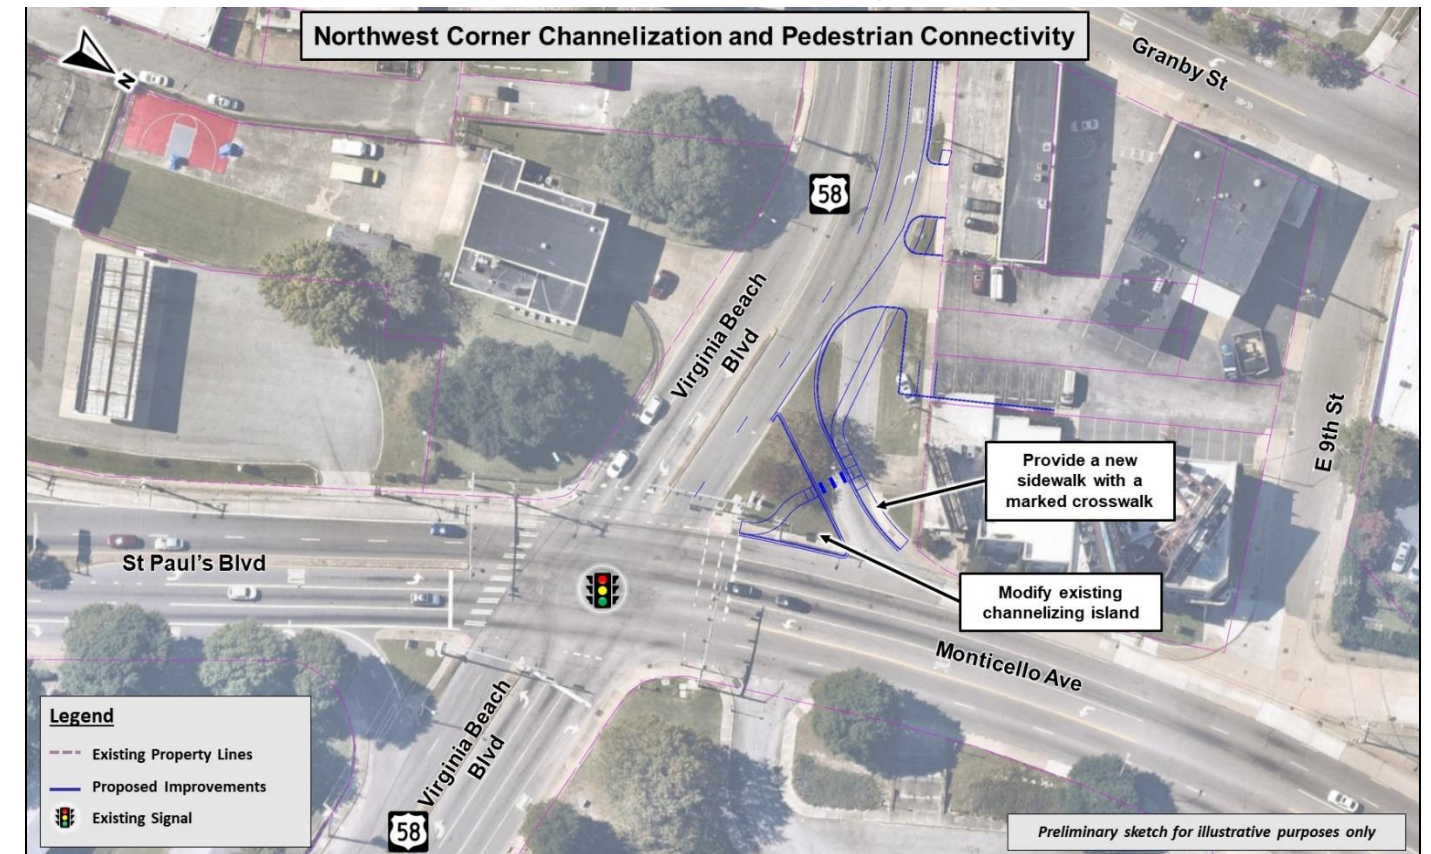 Northwest Corner Channelization and Pedestrian Connectivity
Granby St
N
58
Virginia Beach
Blvd
E 9th St
Provide a new
sidewalk with a
marked crosswalk
St Paul's Blvd
Modify existing
channelizing island
Monticello Ave
Virginia Beach
Blvd
58
Legend
Existing Property Lines
Proposed Improvements
Existing Signal
Preliminary sketch for illustrative purposes only